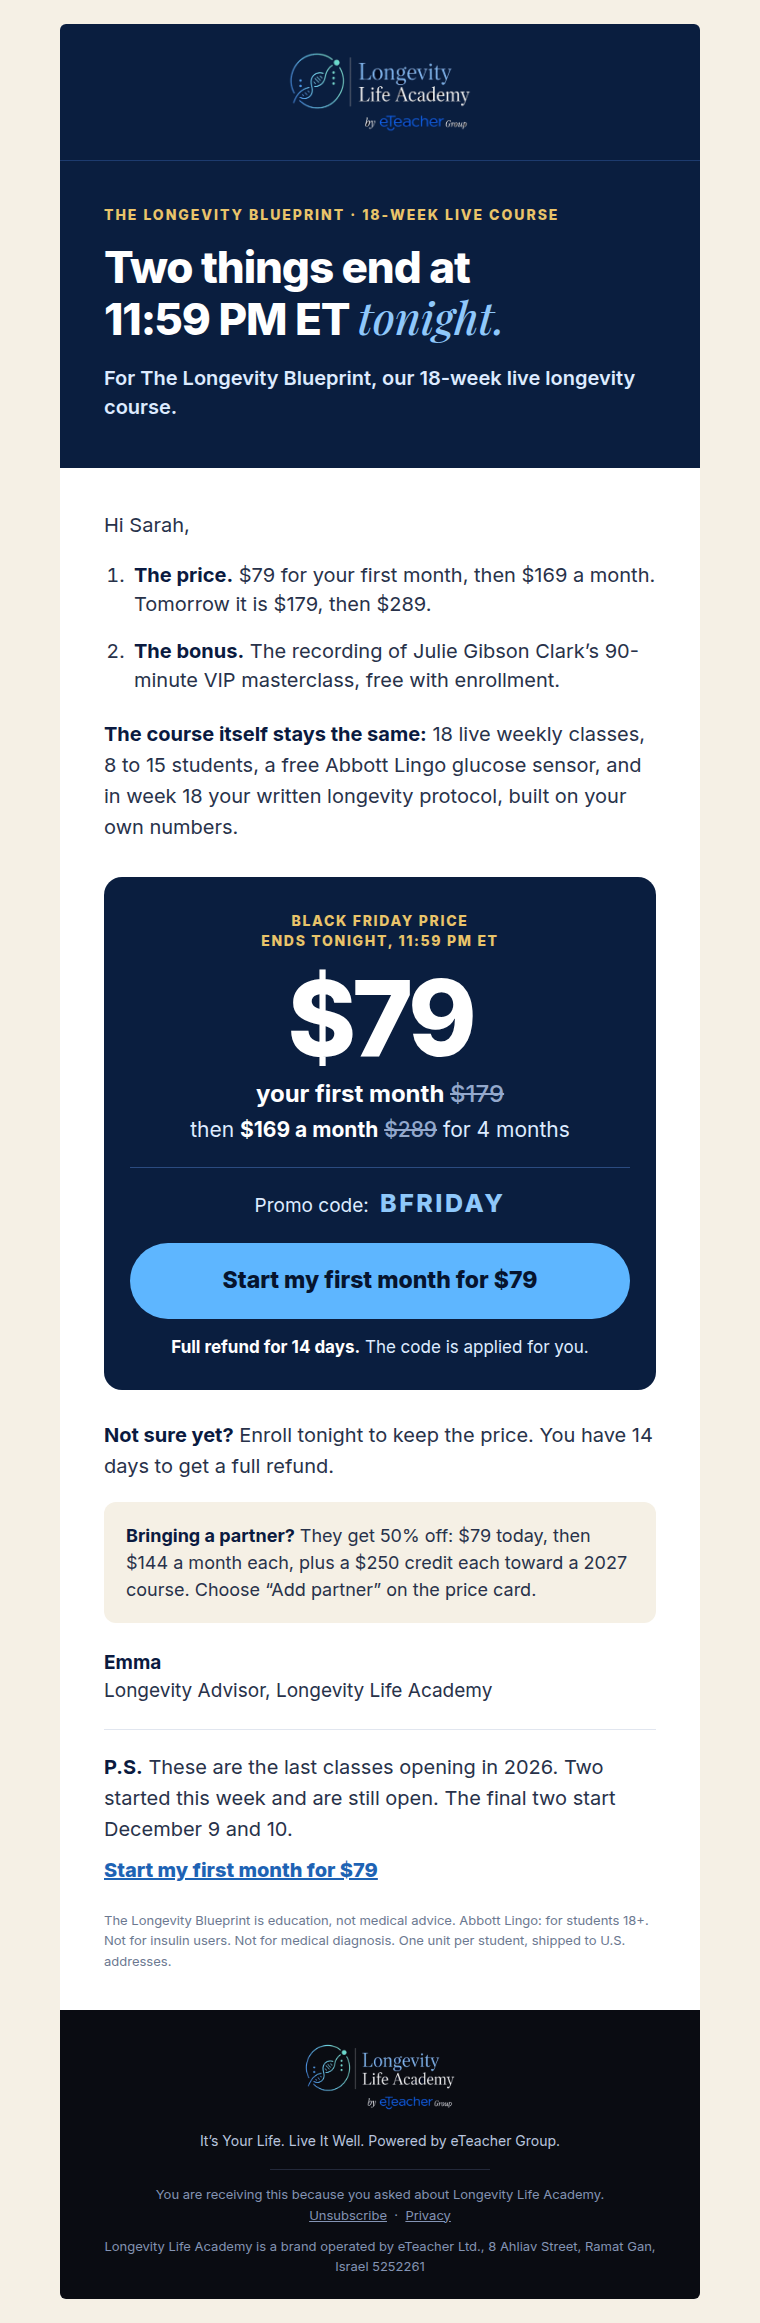 Longevity
Life Academy
by eTeacher Group
THE LONGEVITY BLUEPRINT · 18-WEEK LIVE COURSE
Two things end at
11:59 PM ET tonight.
For The Longevity Blueprint, our 18-week live longevity
course.
Hi Sarah,
1. The price. $79 for your first month, then $169 a month.
Tomorrow it is $179, then $289.
2. The bonus. The recording of Julie Gibson Clark’s 90-
minute VIP masterclass, free with enrollment.
The course itself stays the same: 18 live weekly classes,
8 to 15 students, a free Abbott Lingo glucose sensor, and
in week 18 your written longevity protocol, built on your
own numbers.
BLACK FRIDAY PRICE
ENDS TONIGHT, 11:59 PM ET
$79
your first month $179
then $169 a month $289 for 4 months
Promo code: BFRIDAY
Start my first month for $79
Full refund for 14 days. The code is applied for you.
Not sure yet? Enroll tonight to keep the price. You have 14
days to get a full refund.
Bringing a partner? They get 50% off: $79 today, then
$144 a month each, plus a $250 credit each toward a 2027
course. Choose “Add partner” on the price card.
Emma
Longevity Advisor, Longevity Life Academy
P.S. These are the last classes opening in 2026. Two
started this week and are still open. The final two start
December 9 and 10.
Start my first month for $79
The Longevity Blueprint is education, not medical advice. Abbott Lingo: for students 18+.
Not for insulin users. Not for medical diagnosis. One unit per student, shipped to U.S.
addresses.
Longevity
Life Academy
by eTeacher Group
It’s Your Life. Live It Well. Powered by eTeacher Group.
You are receiving this because you asked about Longevity Life Academy.
Unsubscribe · Privacy
Longevity Life Academy is a brand operated by eTeacher Ltd., 8 Ahliav Street, Ramat Gan,
Israel 5252261